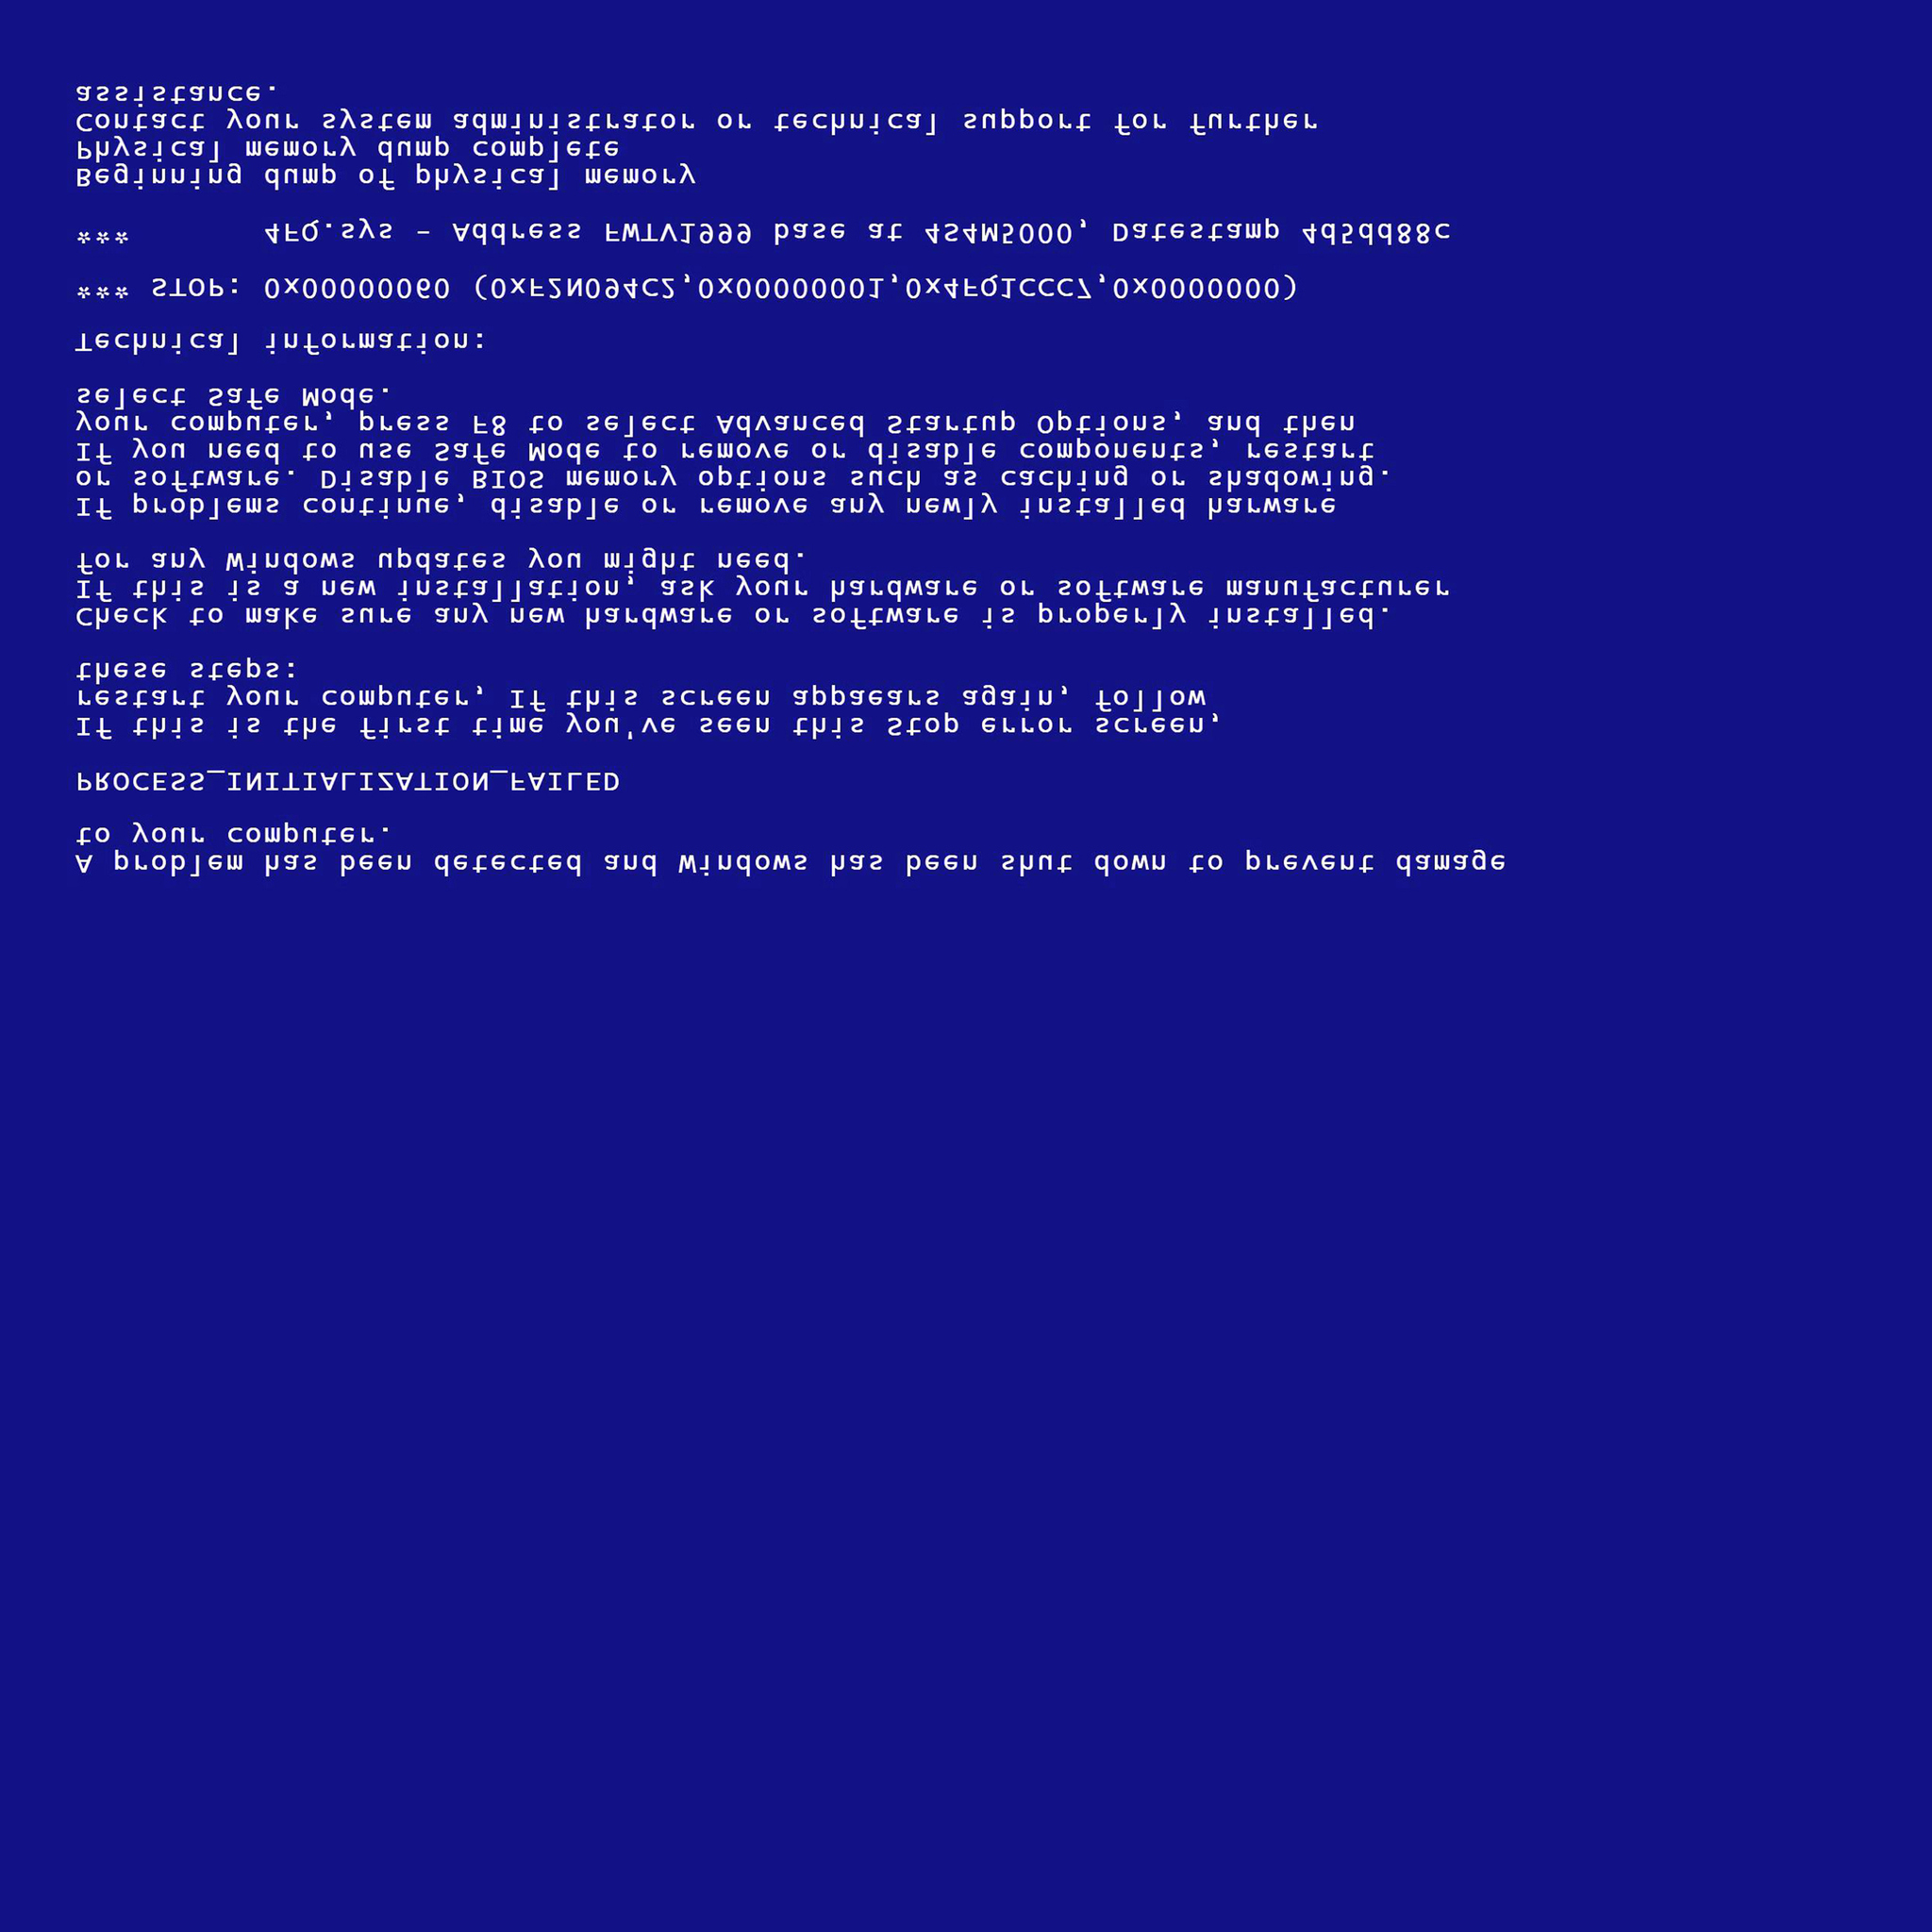 A problem has been detected and Windows has been shut down to prevent damage
to your computer.
PROCESS_INITIALIZATION_FAILED
If this is the first time you've seen this Stop error screen,
restart your computer, If this screen appaears again, follow
these steps:
Check to make sure any new hardware or software is properly installed.
If this is a new installation, ask your hardware or software manufacturer
for any Windows updates you might need.
If problems continue, disable or remove any newly installed harware
or software. Disable BIOS memory options such as caching or shadowing.
If you need to use Safe Mode to remove or disable components, restart
your computer, press F8 to select Advanced Startup Options, and then
select Safe Mode.
Technical information:
*** STOP: 0x00000060 (0xF2N094C2,0x00000001,0x4FQ1CCC7,0x0000000)
*** 4FQ.sys - Address FWTV1999 base at 4S4M5000, Datestamp 4d5dd88c
Beginning dump of physical memory
Physical memory dump complete
Contact your system administrator or technical support for further
assistance.